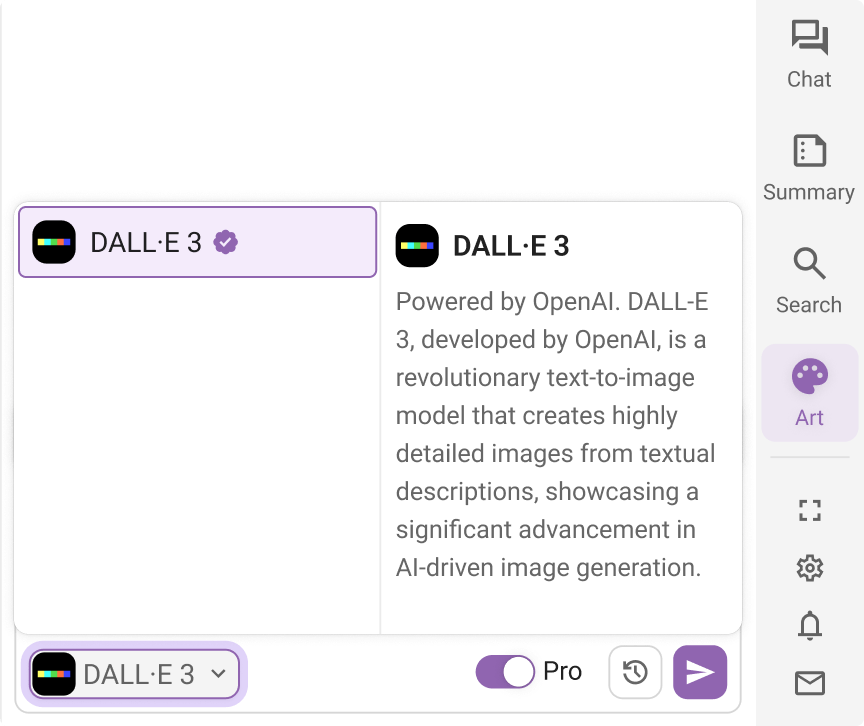 DALL·E 3
DALL·E 3
Powered by OpenAI. DALL-E
3, developed by OpenAI, is a
revolutionary text-to-image
model that creates highly
detailed images from textual
descriptions, showcasing a
significant advancement in
AI-driven image generation.
DALL·E 3
Pro
Chat
Summary
Search
Art